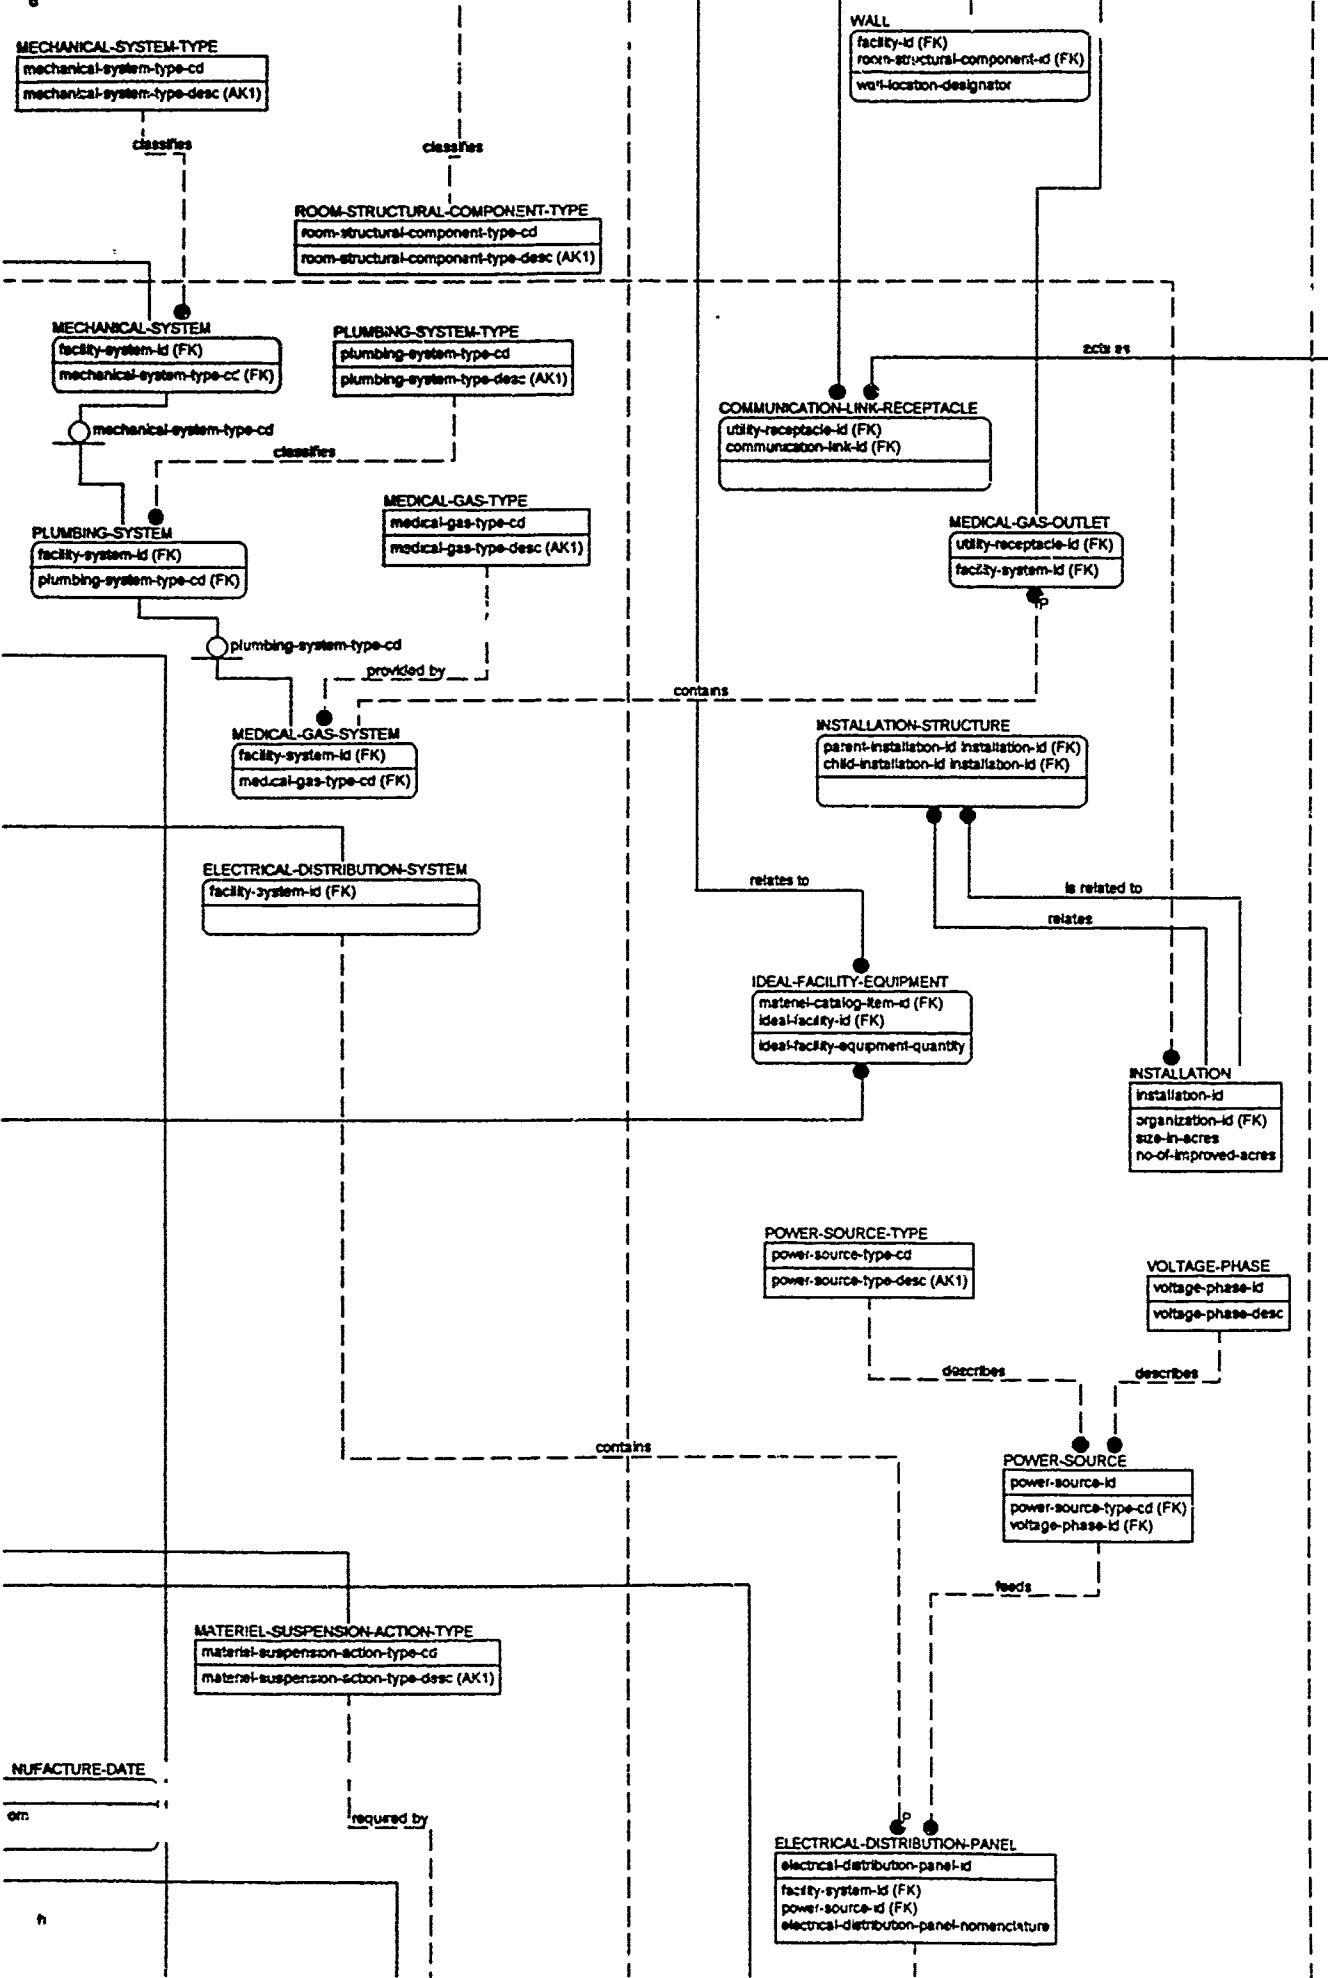 MECHANICAL-SYSTEM-TYPE
mechanical-system-type-cd
mechanical-system-type-desc (AK1)
classifies
classifies
WALL
facility-id (FK)
room-structural-component-id (FK)
wall-location-designator
ROOM-STRUCTURAL-COMPONENT-TYPE
room-structural-component-type-cd
room-structural-component-type-desc (AK1)
MECHANICAL-SYSTEM
facility-system-id (FK)
mechanical-system-type-cd (FK)
mechanical-system-type-cd
PLUMBING-SYSTEM-TYPE
plumbing-system-type-cd
plumbing-system-type-desc (AK1)
classifies
acts as
COMMUNICATION-LINK-RECEPTACLE
utility-receptacle-id (FK)
communication-link-id (FK)
MEDICAL-GAS-TYPE
medical-gas-type-cd
medical-gas-type-desc (AK1)
PLUMBING-SYSTEM
facility-system-id (FK)
plumbing-system-type-cd (FK)
plumbing-system-type-cd
provided by
MEDICAL-GAS-OUTLET
utility-receptacle-id (FK)
facility-system-id (FK)
P
contains
MEDICAL-GAS-SYSTEM
facility-system-id (FK)
medical-gas-type-cd (FK)
INSTALLATION-STRUCTURE
parent-installation-id installation-id (FK)
child-installation-id installation-id (FK)
ELECTRICAL-DISTRIBUTION-SYSTEM
facility-system-id (FK)
relates to
is related to
relates
IDEAL-FACILITY-EQUIPMENT
materiel-catalog-item-id (FK)
ideal-facility-id (FK)
ideal-facility-equipment-quantity
INSTALLATION
installation-id
organization-id (FK)
size-in-acres
no-of-improved-acres
POWER-SOURCE-TYPE
power-source-type-cd
power-source-type-desc (AK1)
VOLTAGE-PHASE
voltage-phase-id
voltage-phase-desc
describes
describes
contains
POWER-SOURCE
power-source-id
power-source-type-cd (FK)
voltage-phase-id (FK)
feeds
MATERIEL-SUSPENSION-ACTION-TYPE
materiel-suspension-action-type-cd
materiel-suspension-action-type-desc (AK1)
NUFACTURE-DATE
om
required by
P
ELECTRICAL-DISTRIBUTION-PANEL
electrical-distribution-panel-id
facility-system-id (FK)
power-source-id (FK)
electrical-distribution-panel-nomenclature